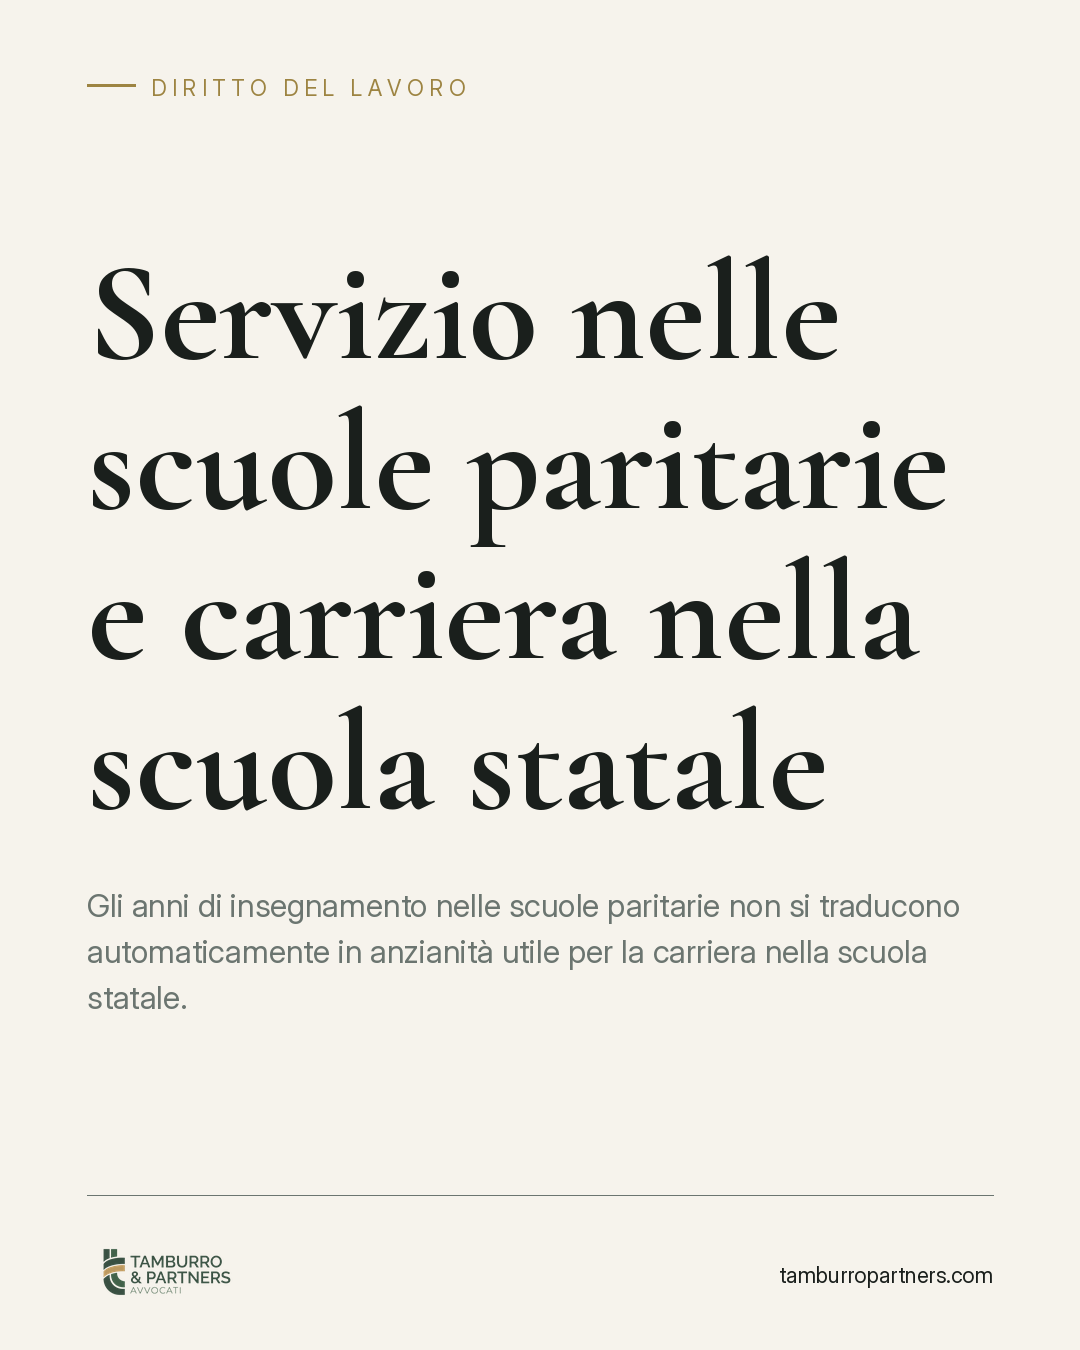 DIRITTO DEL LAVORO
Servizio nelle
scuole paritarie
e carriera nella
scuola statale
Gli anni di insegnamento nelle scuole paritarie non si traducono
automaticamente in anzianità utile per la carriera nella scuola
statale.
TAMBURRO
& PARTNERS
AVVOCATI
tamburropartners.com